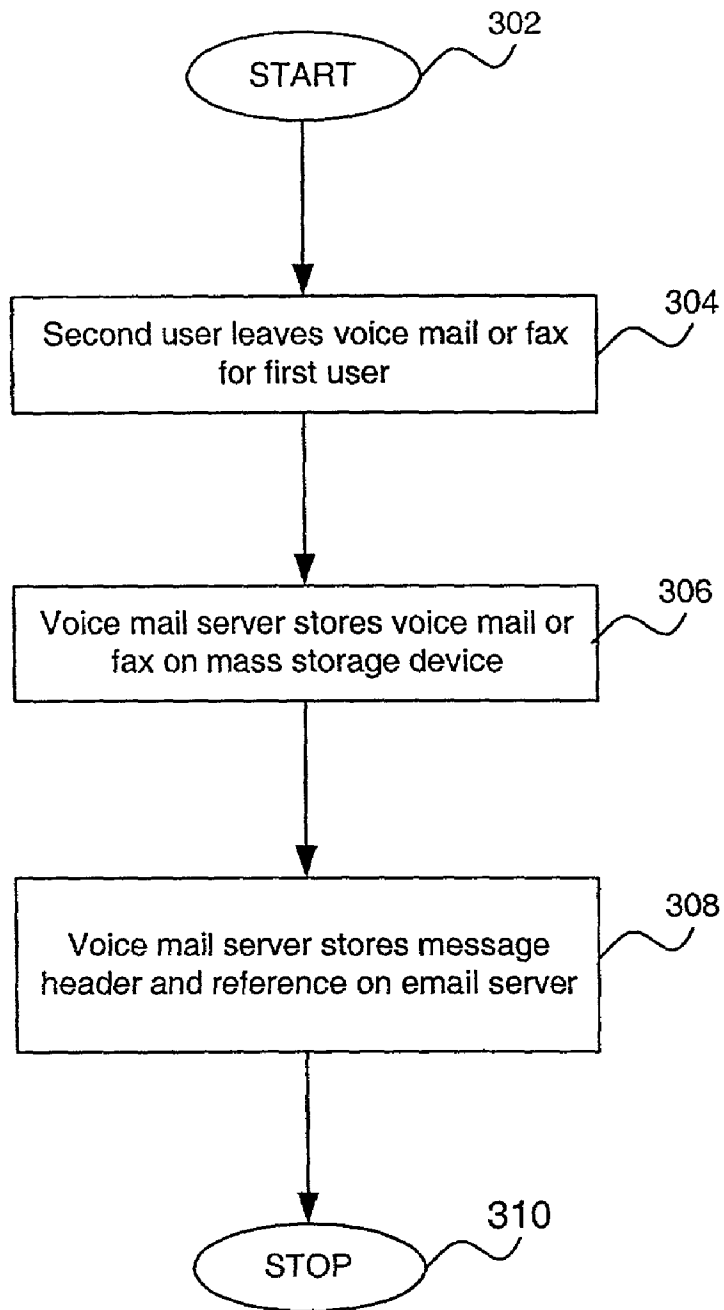 302
START
304
Second user leaves voice mail or fax
for first user
306
Voice mail server stores voice mail or
fax on mass storage device
308
Voice mail server stores message
header and reference on email server
310
STOP